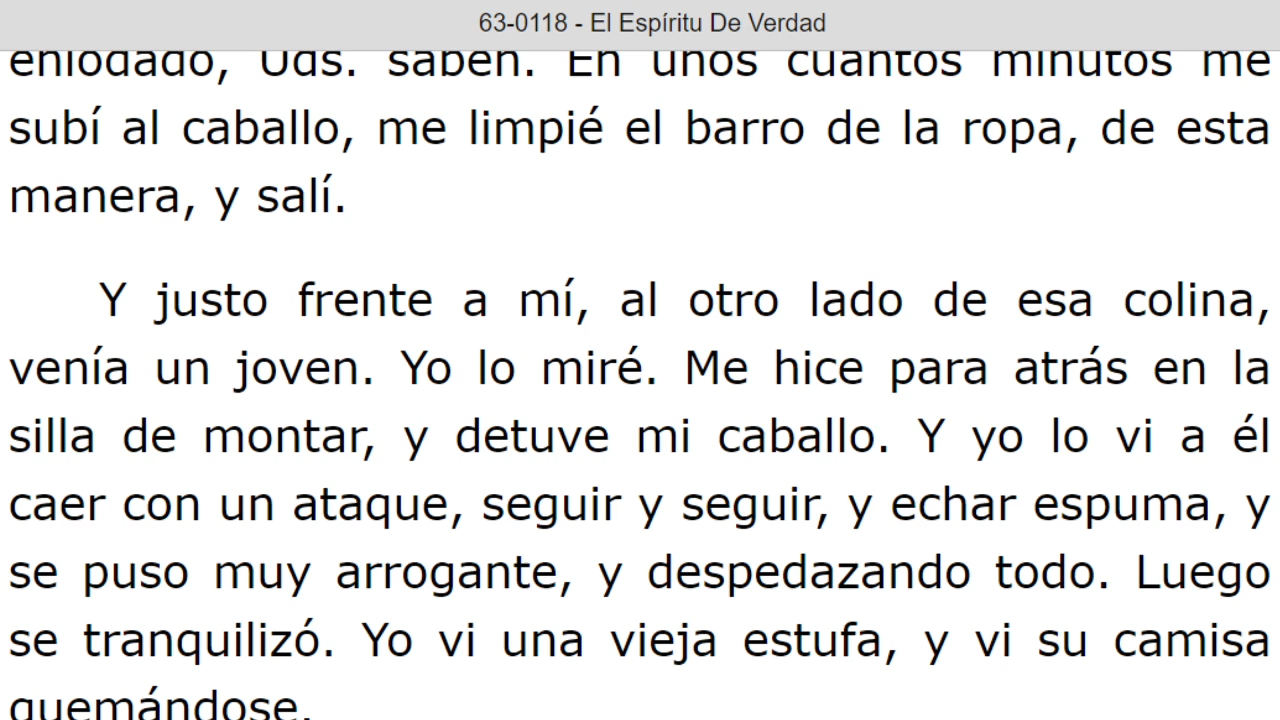 63-0118 - El Espíritu De Verdad
enlodado, Uds. saben. En unos cuantos minutos me
subí al caballo, me limpié el barro de la ropa, de esta
manera, y salí.
Y justo frente a mí, al otro lado de esa colina,
venía un joven. Yo lo miré. Me hice para atrás en la
silla de montar, y detuve mi caballo. Y yo lo vi a él
caer con un ataque, seguir y seguir, y echar espuma, y
se puso muy arrogante, y despedazando todo. Luego
se tranquilizó. Yo vi una vieja estufa, y vi su camisa
quemándose.